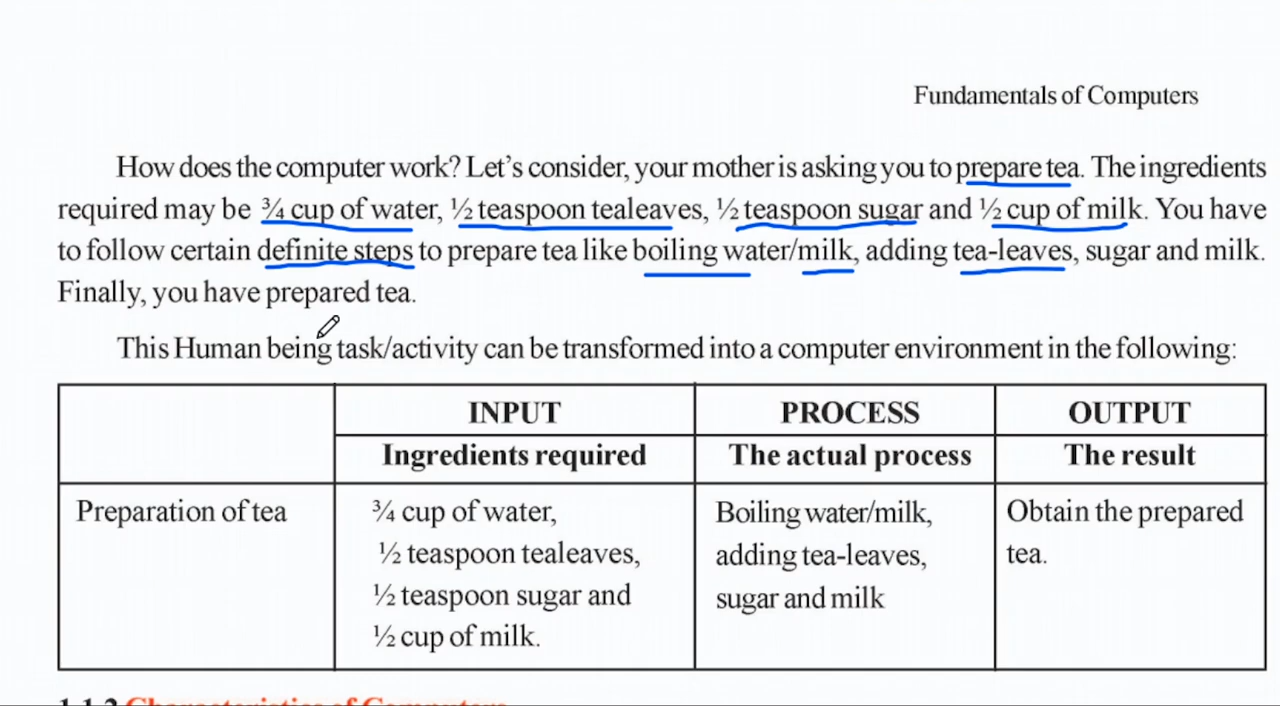 Fundamentals of Computers
How does the computer work? Let’s consider, your mother is asking you to prepare tea. The ingredients
required may be ¾ cup of water, ½ teaspoon tealeaves, ½ teaspoon sugar and ½ cup of milk. You have
to follow certain definite steps to prepare tea like boiling water/milk, adding tea-leaves, sugar and milk.
Finally, you have prepared tea.
This Human being task/activity can be transformed into a computer environment in the following:
INPUT PROCESS OUTPUT
Ingredients required The actual process The result
Preparation of tea ¾ cup of water, Boiling water/milk, Obtain the prepared
½ teaspoon tealeaves, adding tea-leaves, tea.
½ teaspoon sugar and sugar and milk
½ cup of milk.
1.1.2 Characteristics of Computers